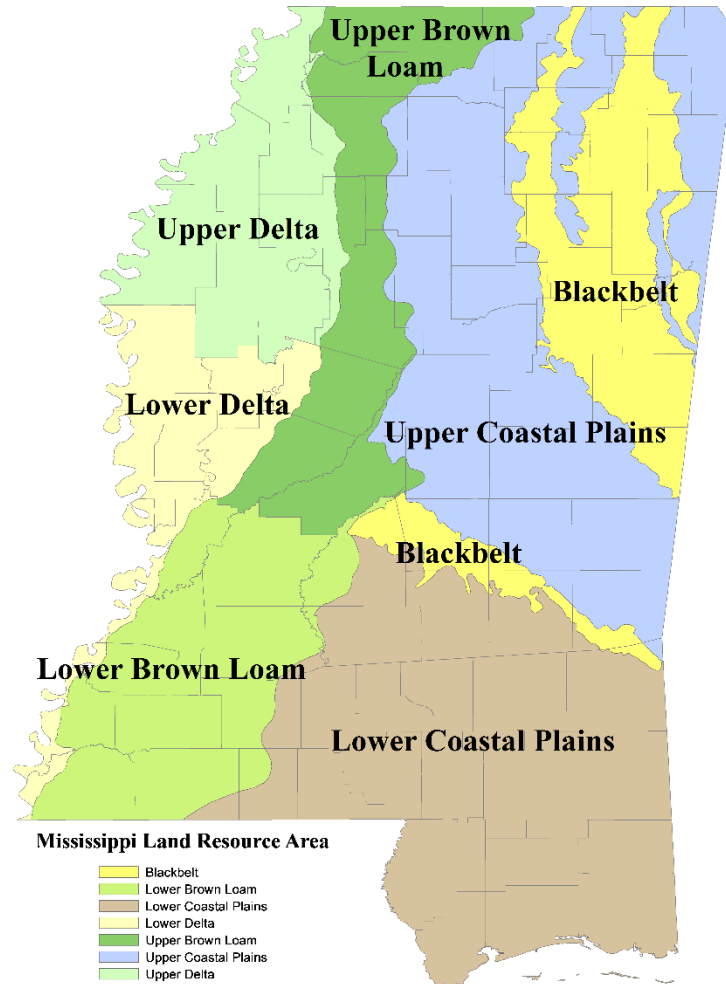 Upper Brown
Loam
Upper Delta
Blackbelt
Lower Delta
Upper Coastal Plains
Blackbelt
Lower Brown Loam
Lower Coastal Plains
Mississippi Land Resource Area
Blackbelt
Lower Brown Loam
Lower Coastal Plains
Lower Delta
Upper Brown Loam
Upper Coastal Plains
Upper Delta